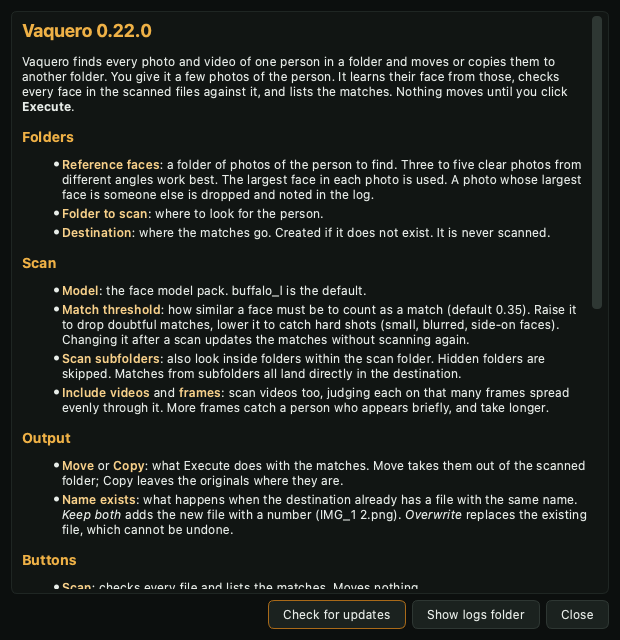 Vaquero 0.22.0
Vaquero finds every photo and video of one person in a folder and moves or copies them to
another folder. You give it a few photos of the person. It learns their face from those, checks
every face in the scanned files against it, and lists the matches. Nothing moves until you click
Execute.
Folders
• Reference faces: a folder of photos of the person to find. Three to five clear photos from
different angles work best. The largest face in each photo is used. A photo whose largest
face is someone else is dropped and noted in the log.
• Folder to scan: where to look for the person.
• Destination: where the matches go. Created if it does not exist. It is never scanned.
Scan
• Model: the face model pack. buffalo_l is the default.
• Match threshold: how similar a face must be to count as a match (default 0.35). Raise it
to drop doubtful matches, lower it to catch hard shots (small, blurred, side-on faces).
Changing it after a scan updates the matches without scanning again.
• Scan subfolders: also look inside folders within the scan folder. Hidden folders are
skipped. Matches from subfolders all land directly in the destination.
• Include videos and frames: scan videos too, judging each on that many frames spread
evenly through it. More frames catch a person who appears briefly, and take longer.
Output
• Move or Copy: what Execute does with the matches. Move takes them out of the scanned
folder; Copy leaves the originals where they are.
• Name exists: what happens when the destination already has a file with the same name.
Keep both adds the new file with a number (IMG_1 2.png). Overwrite replaces the existing
file, which cannot be undone.
Buttons
• Scan: checks every file and lists the matches. Moves nothing.
Check for updates
Show logs folder
Close